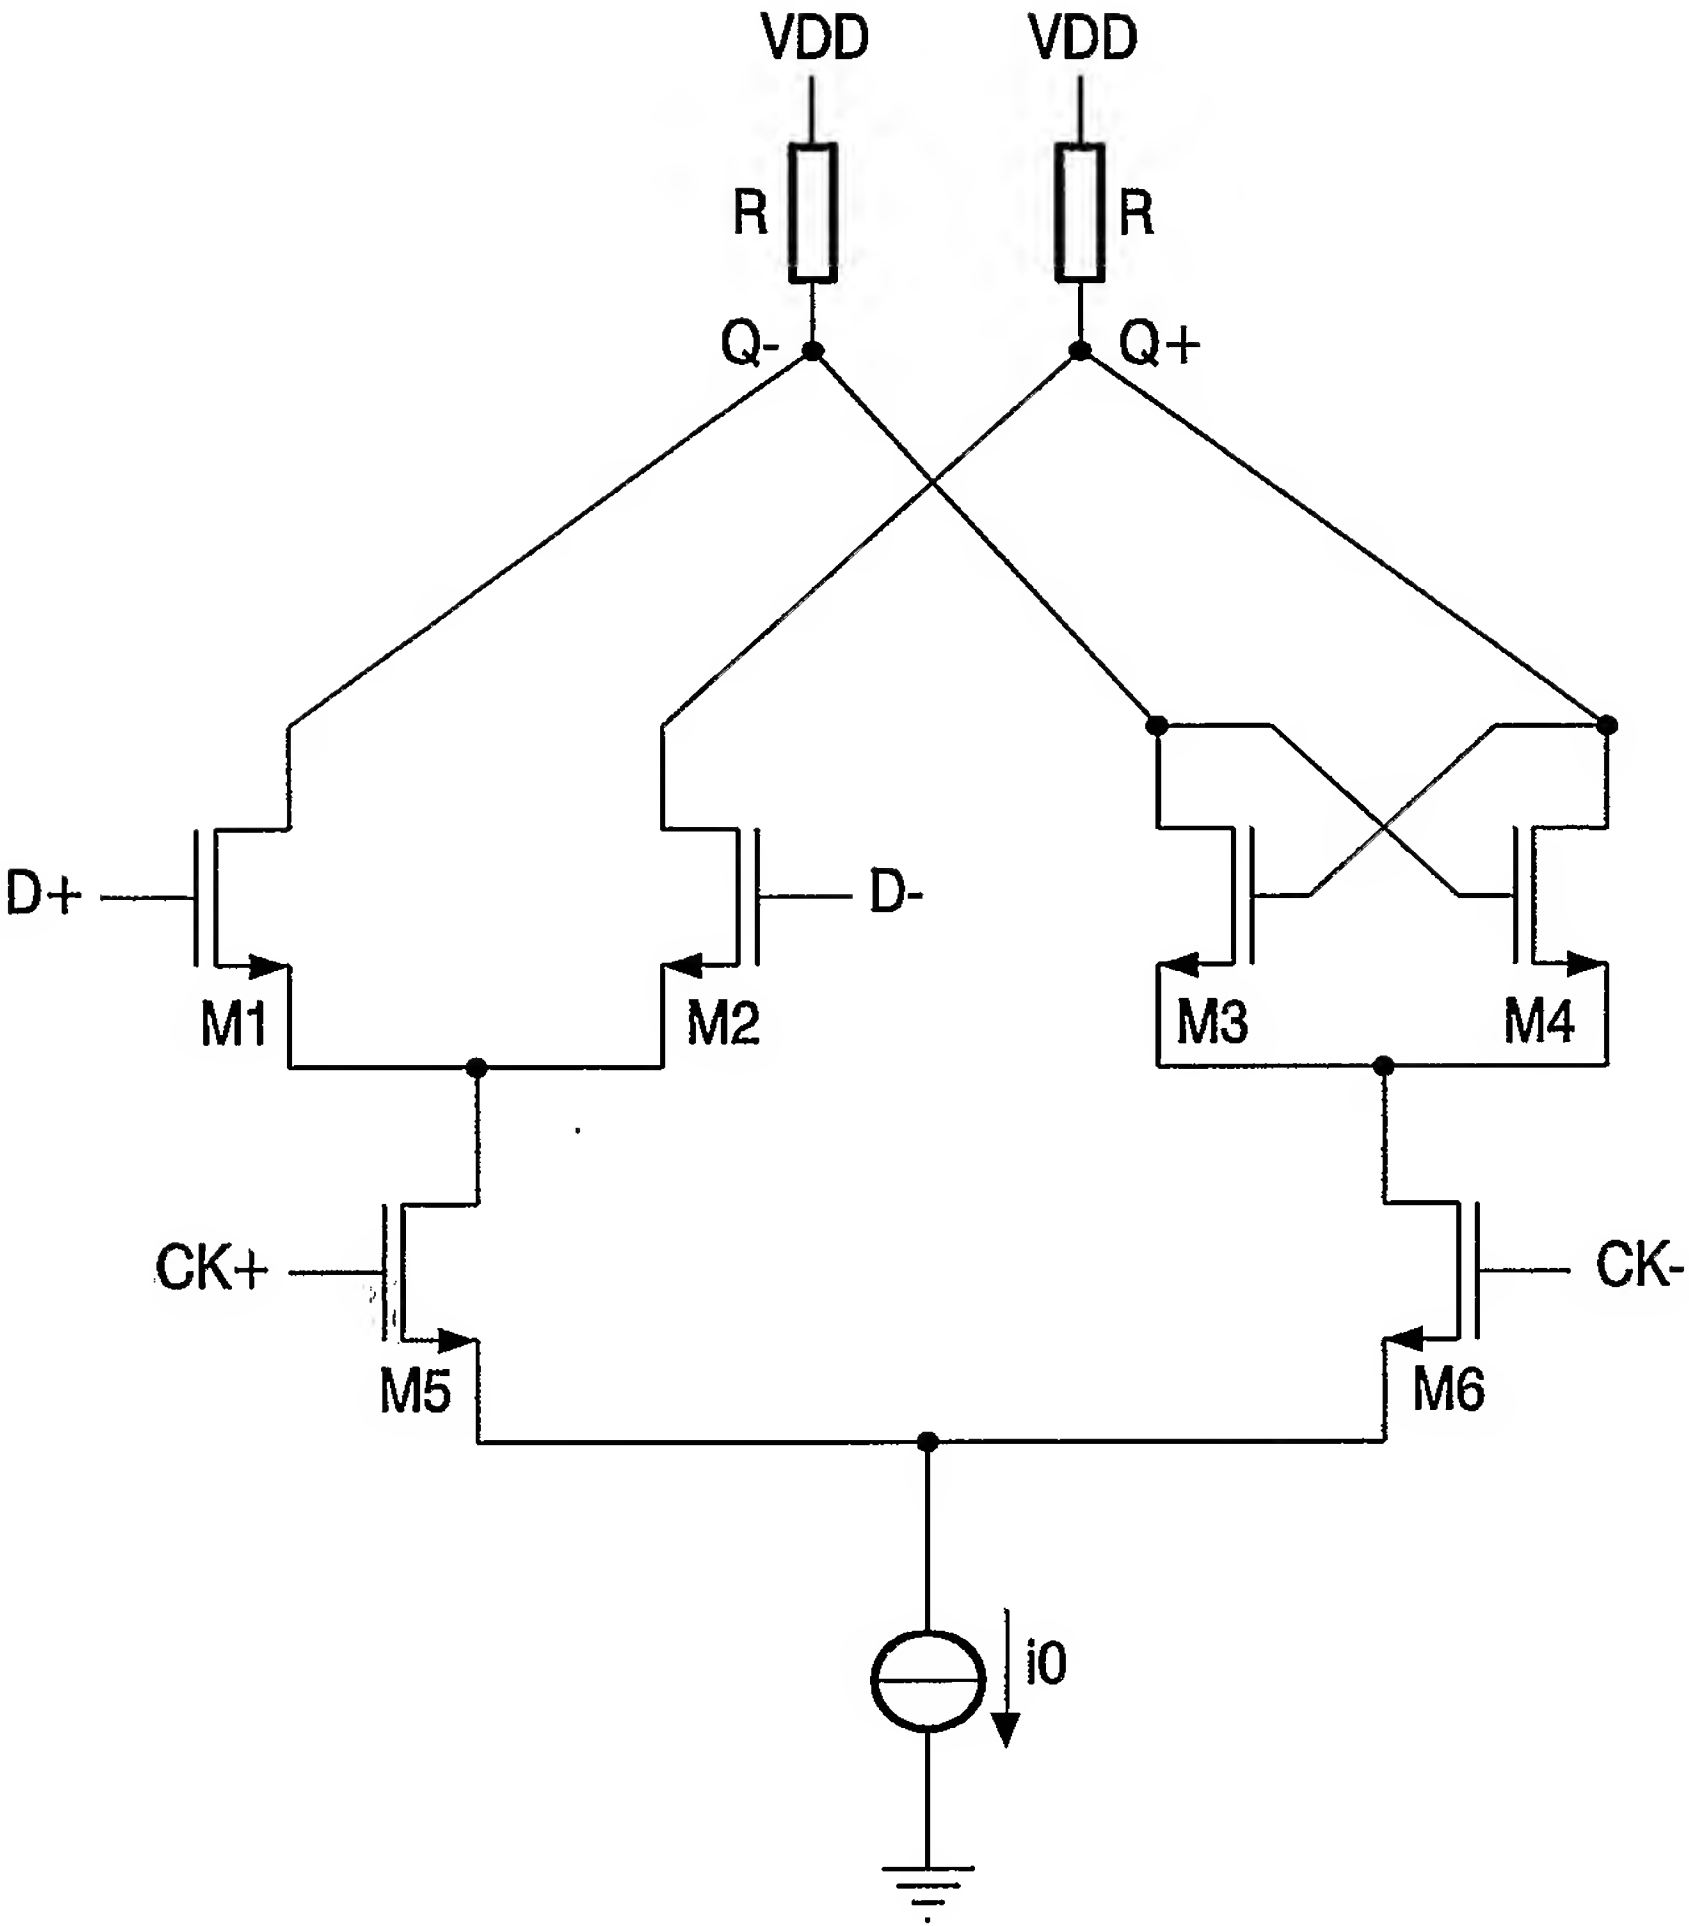 VDD VDD
R R
Q- Q+
D+ D-
M1 M2 M3 M4
CK+ CK-
M5 M6
i0